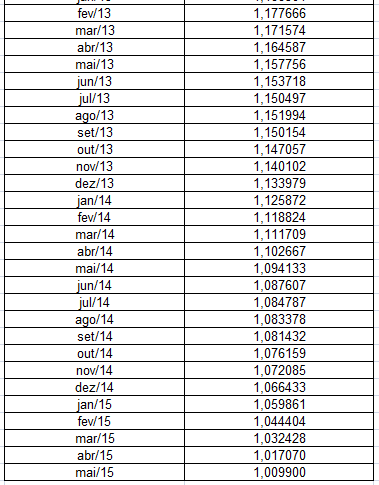 fev/13 1,177666
mar/13 1,171574
abr/13 1,164587
mai/13 1,157756
jun/13 1,153718
jul/13 1,150497
ago/13 1,151994
set/13 1,150154
out/13 1,147057
nov/13 1,140102
dez/13 1,133979
jan/14 1,125872
fev/14 1,118824
mar/14 1,111709
abr/14 1,102667
mai/14 1,094133
jun/14 1,087607
jul/14 1,084787
ago/14 1,083378
set/14 1,081432
out/14 1,076159
nov/14 1,072085
dez/14 1,066433
jan/15 1,059861
fev/15 1,044404
mar/15 1,032428
abr/15 1,017070
mai/15 1,009900